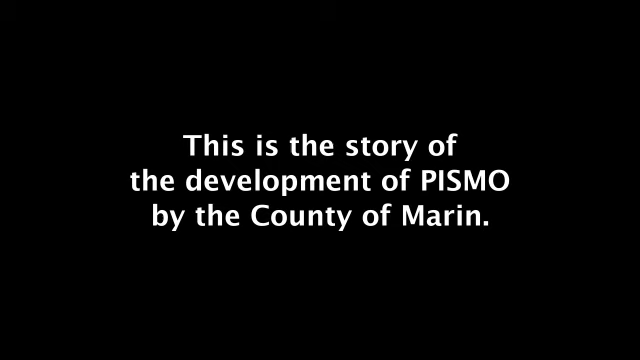 This is the story of
the development of PISMO
by the County of Marin.